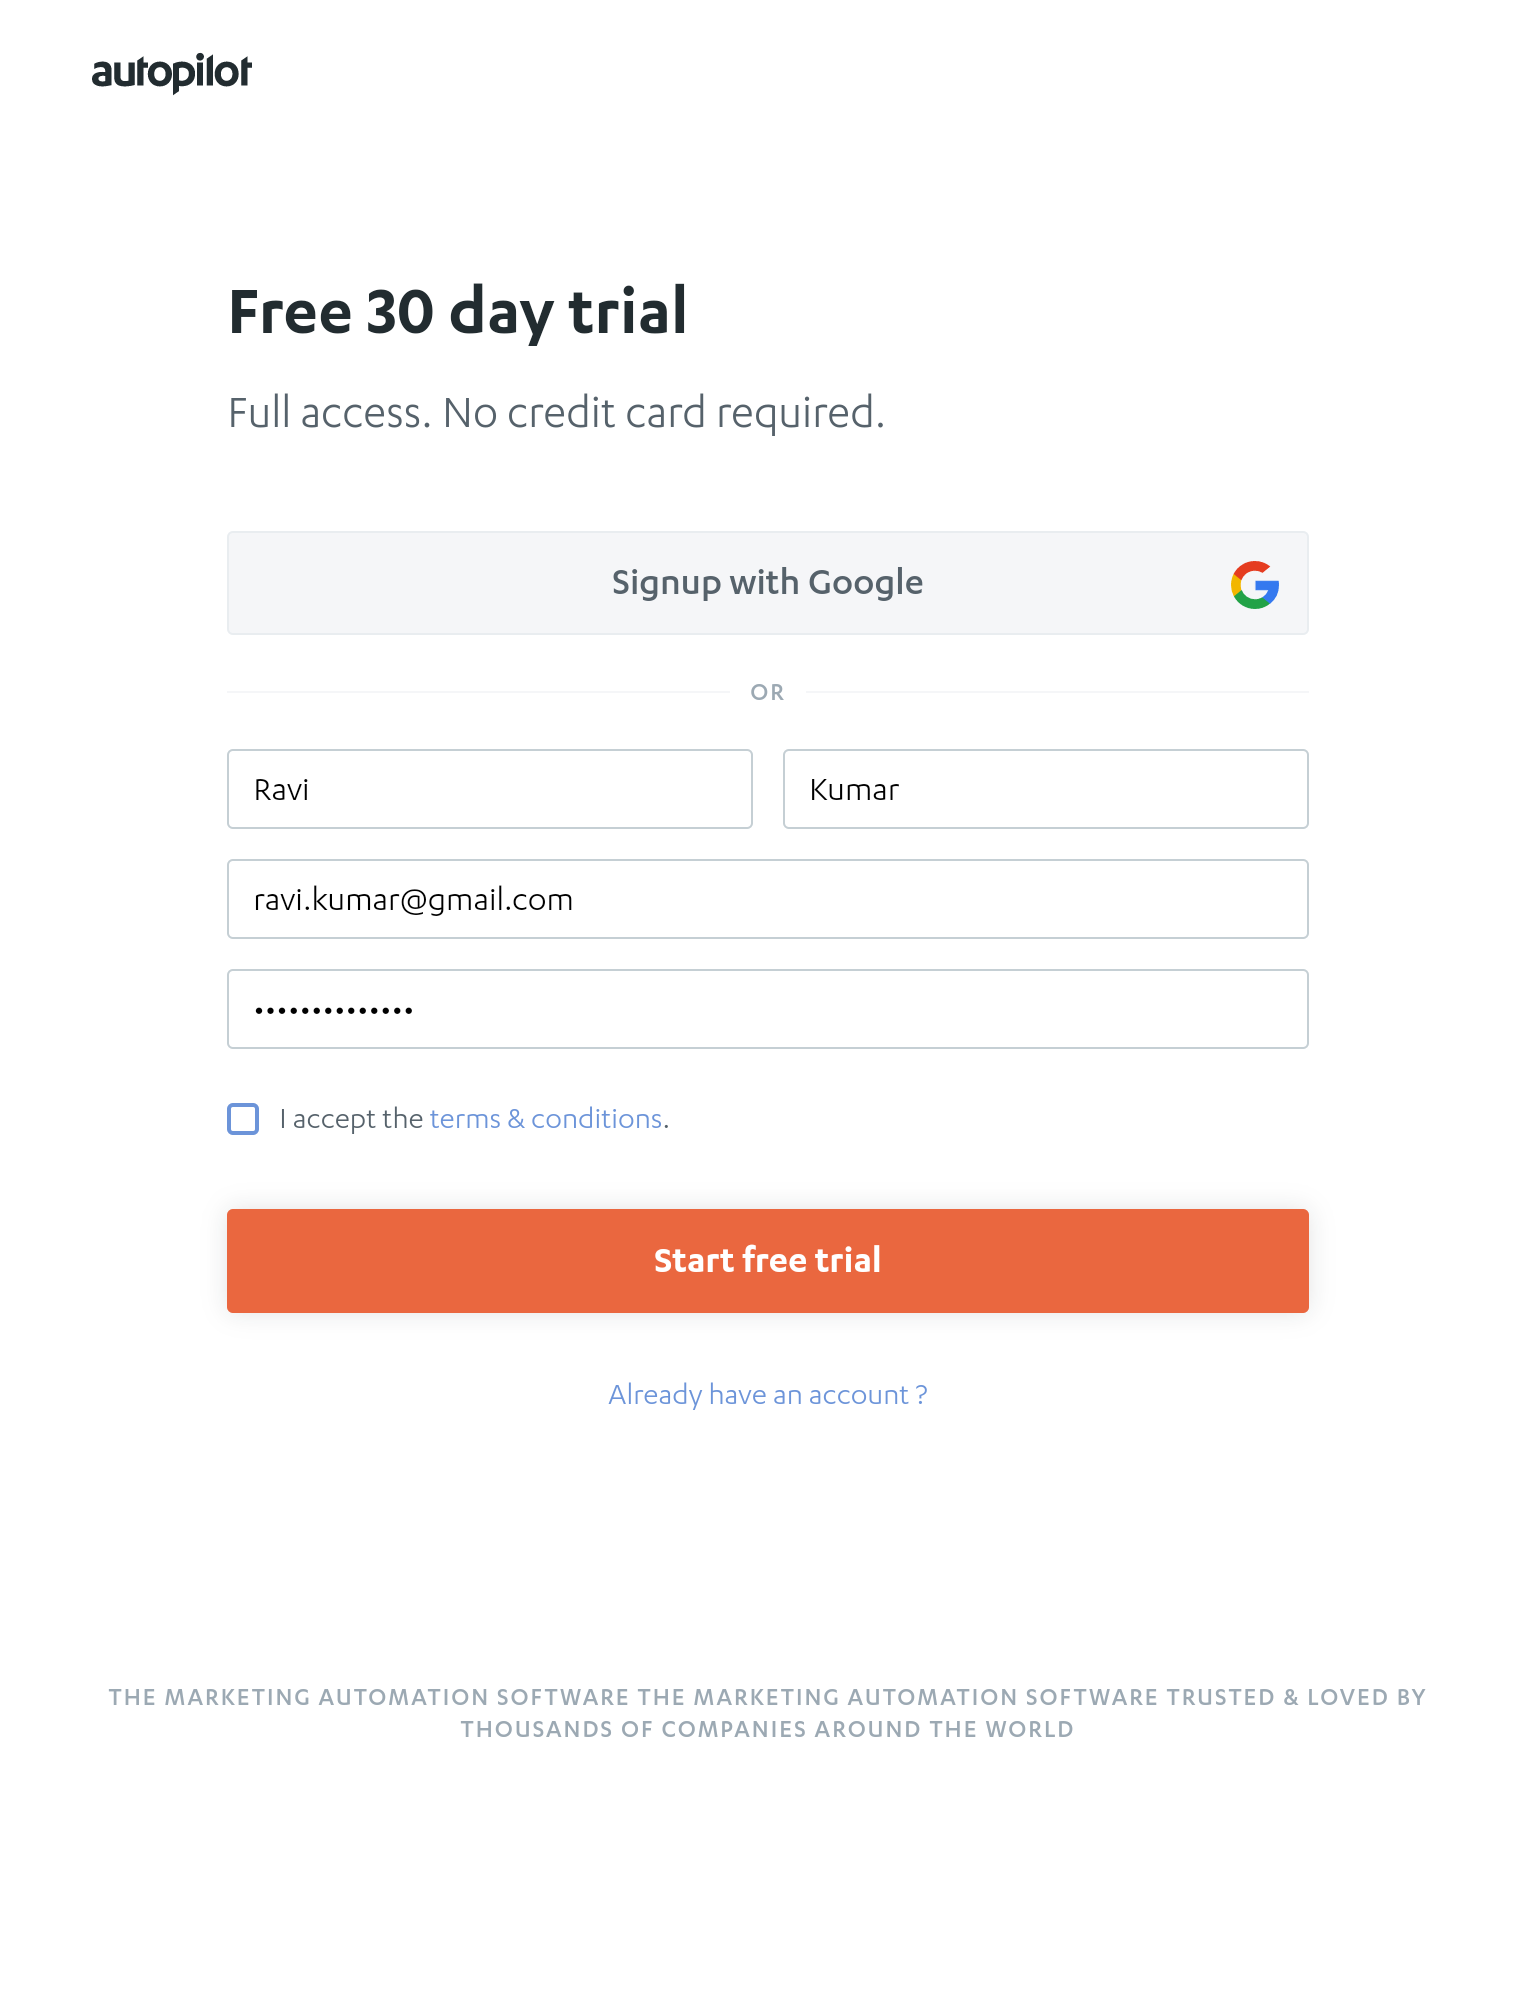 autopilot
Free 30 day trial
Full access. No credit card required.
Signup with Google
OR
Ravi
Kumar
ravi.kumar@gmail.com
••••••••••••••
I accept the terms & conditions.
Start free trial
Already have an account ?
THE MARKETING AUTOMATION SOFTWARE THE MARKETING AUTOMATION SOFTWARE TRUSTED & LOVED BY
THOUSANDS OF COMPANIES AROUND THE WORLD